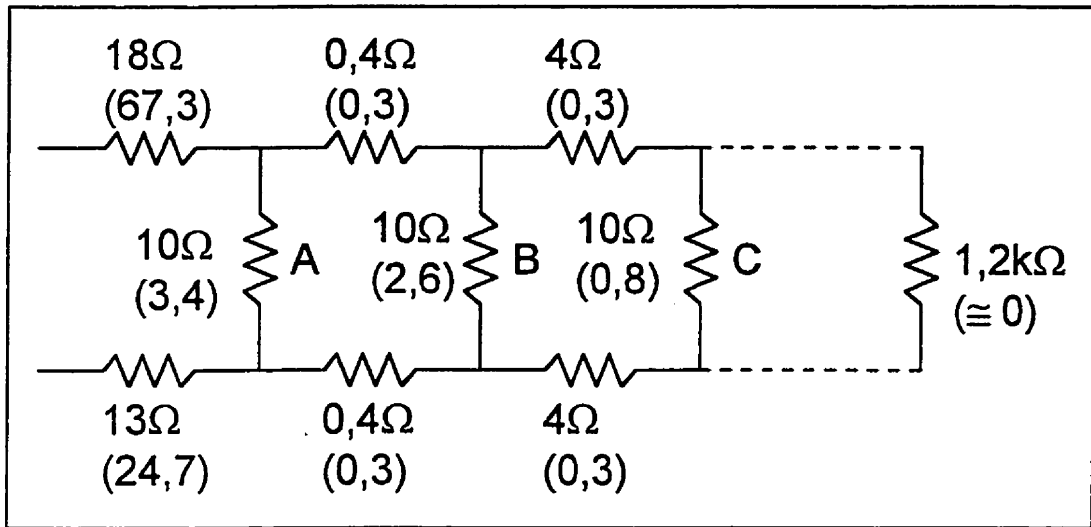 18Ω
(67,3)
0,4Ω
(0,3)
4Ω
(0,3)
10Ω
(3,4)
A
10Ω
(2,6)
B
10Ω
(0,8)
C
1,2kΩ
(≅ 0)
13Ω
(24,7)
0,4Ω
(0,3)
4Ω
(0,3)